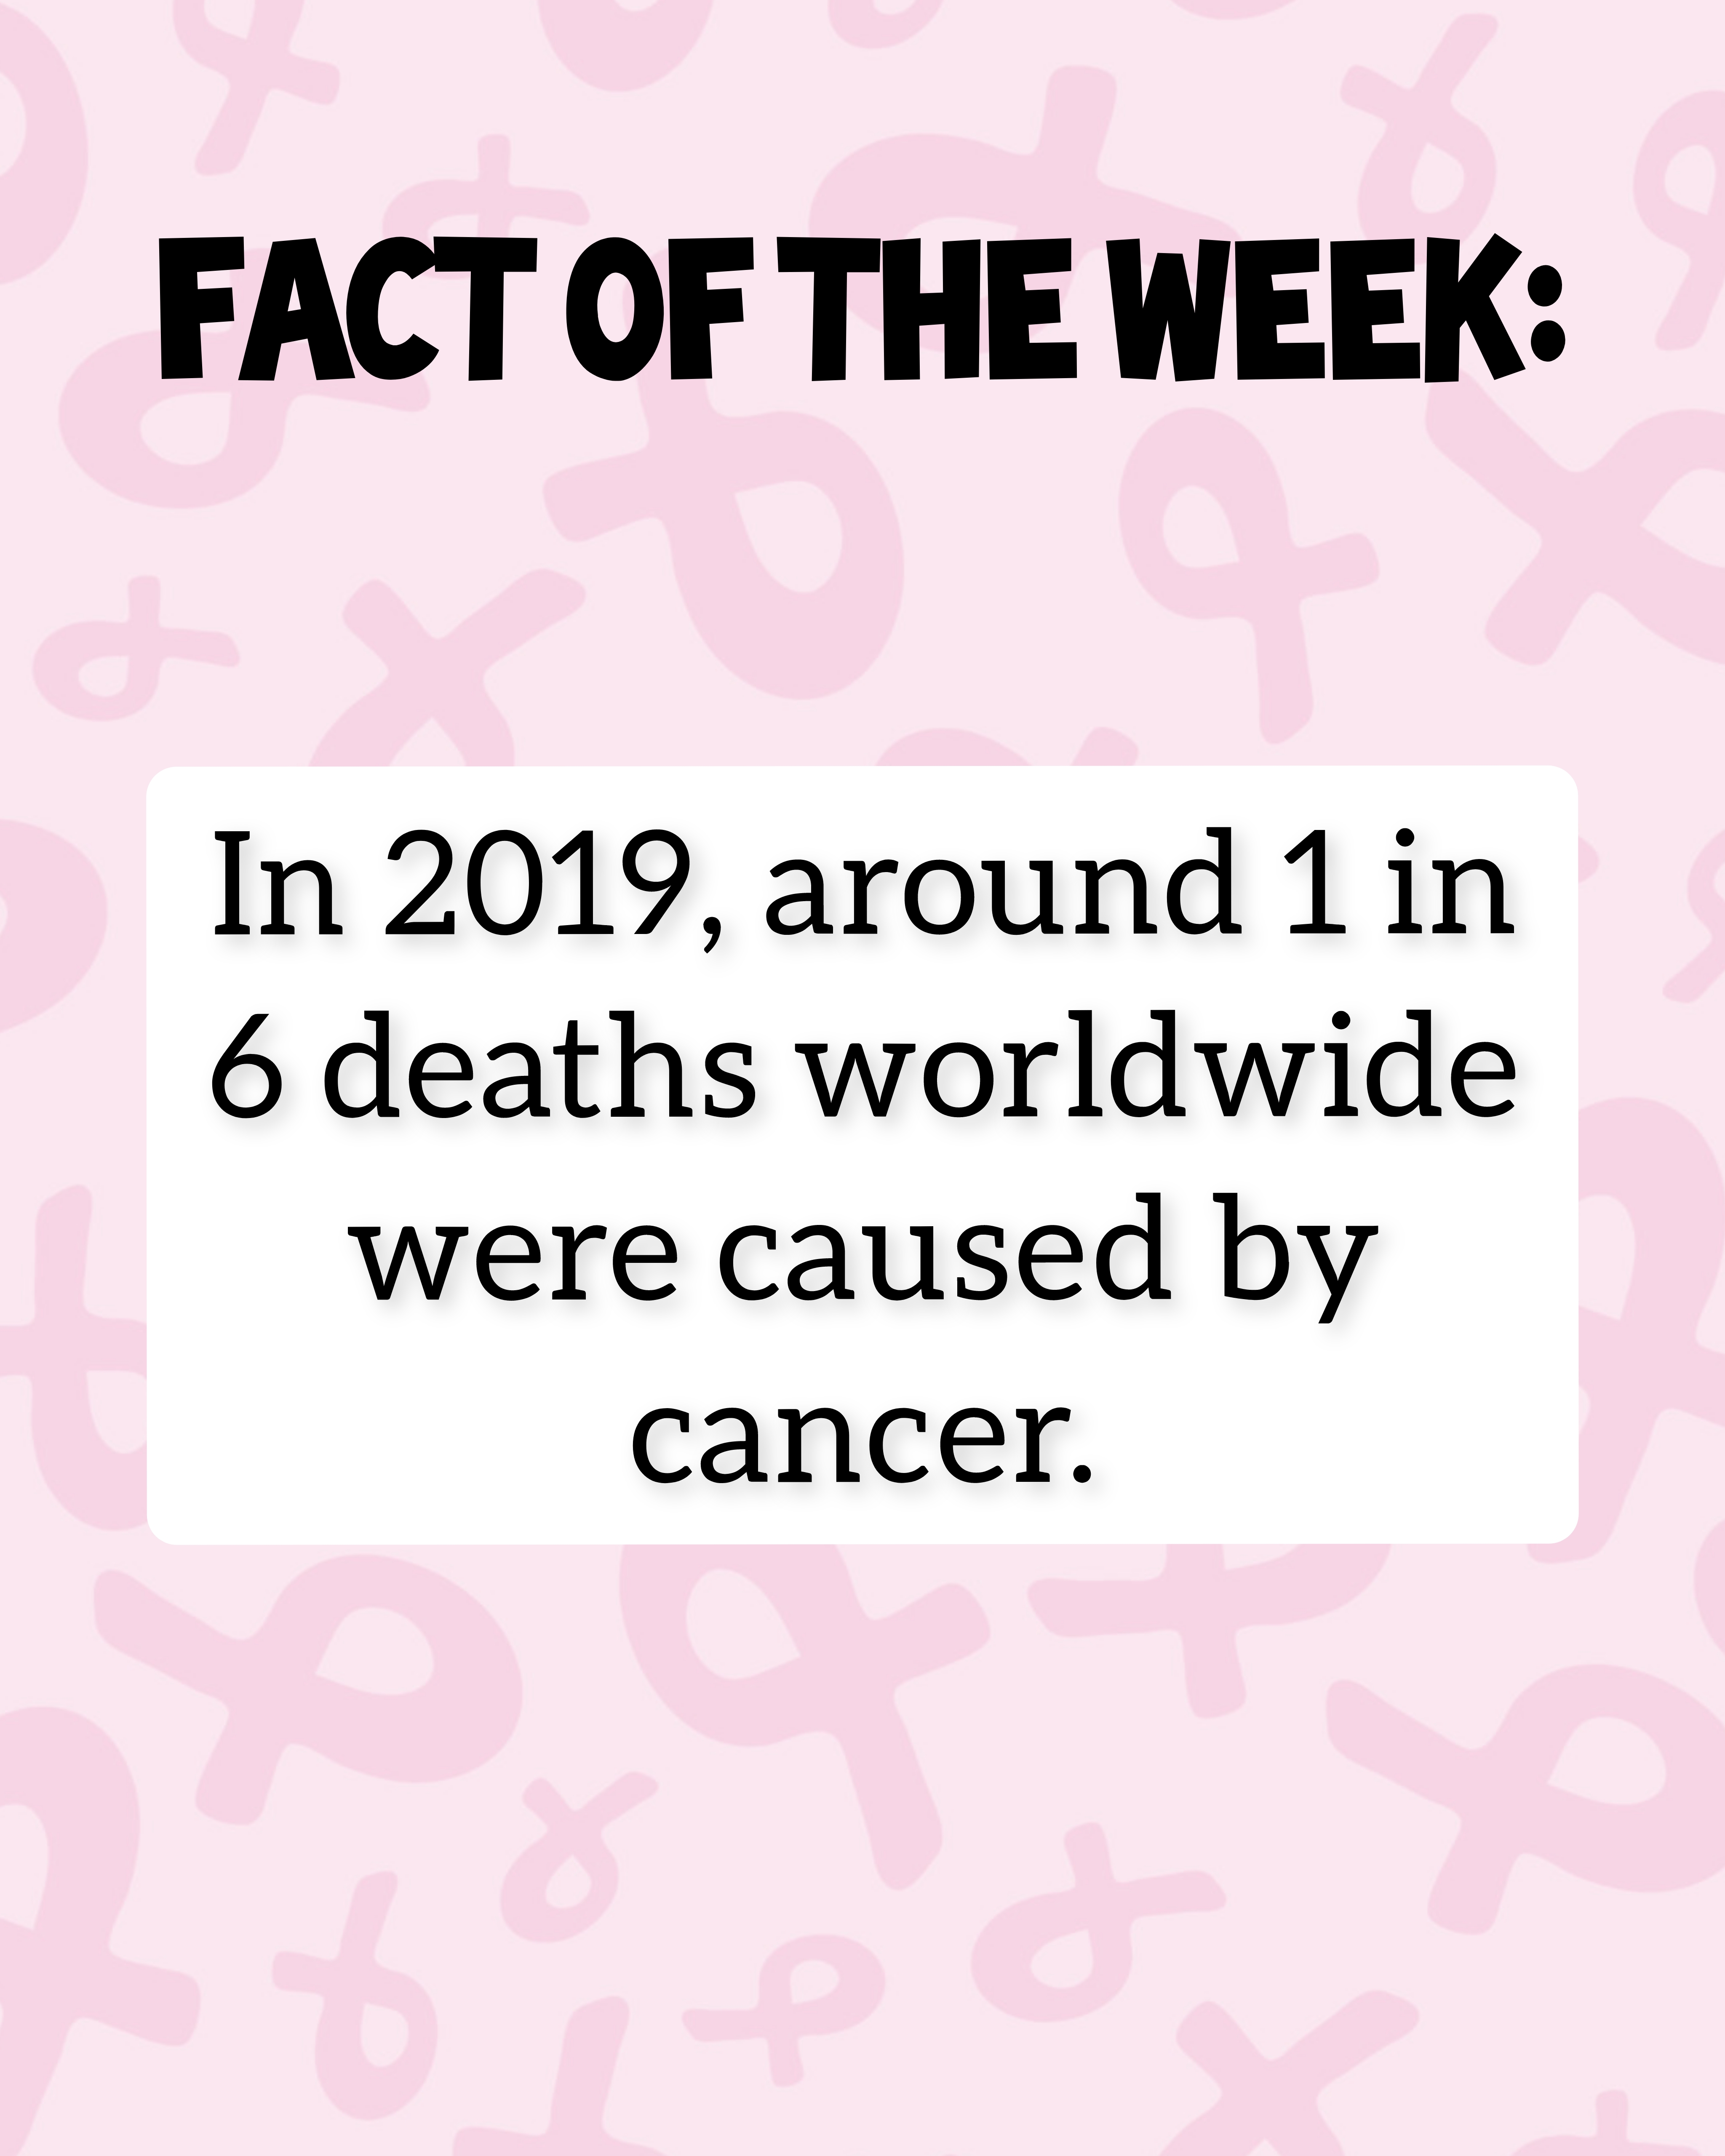 FACT OF THE WEEK:
In 2019, around 1 in
6 deaths worldwide
were caused by
cancer.